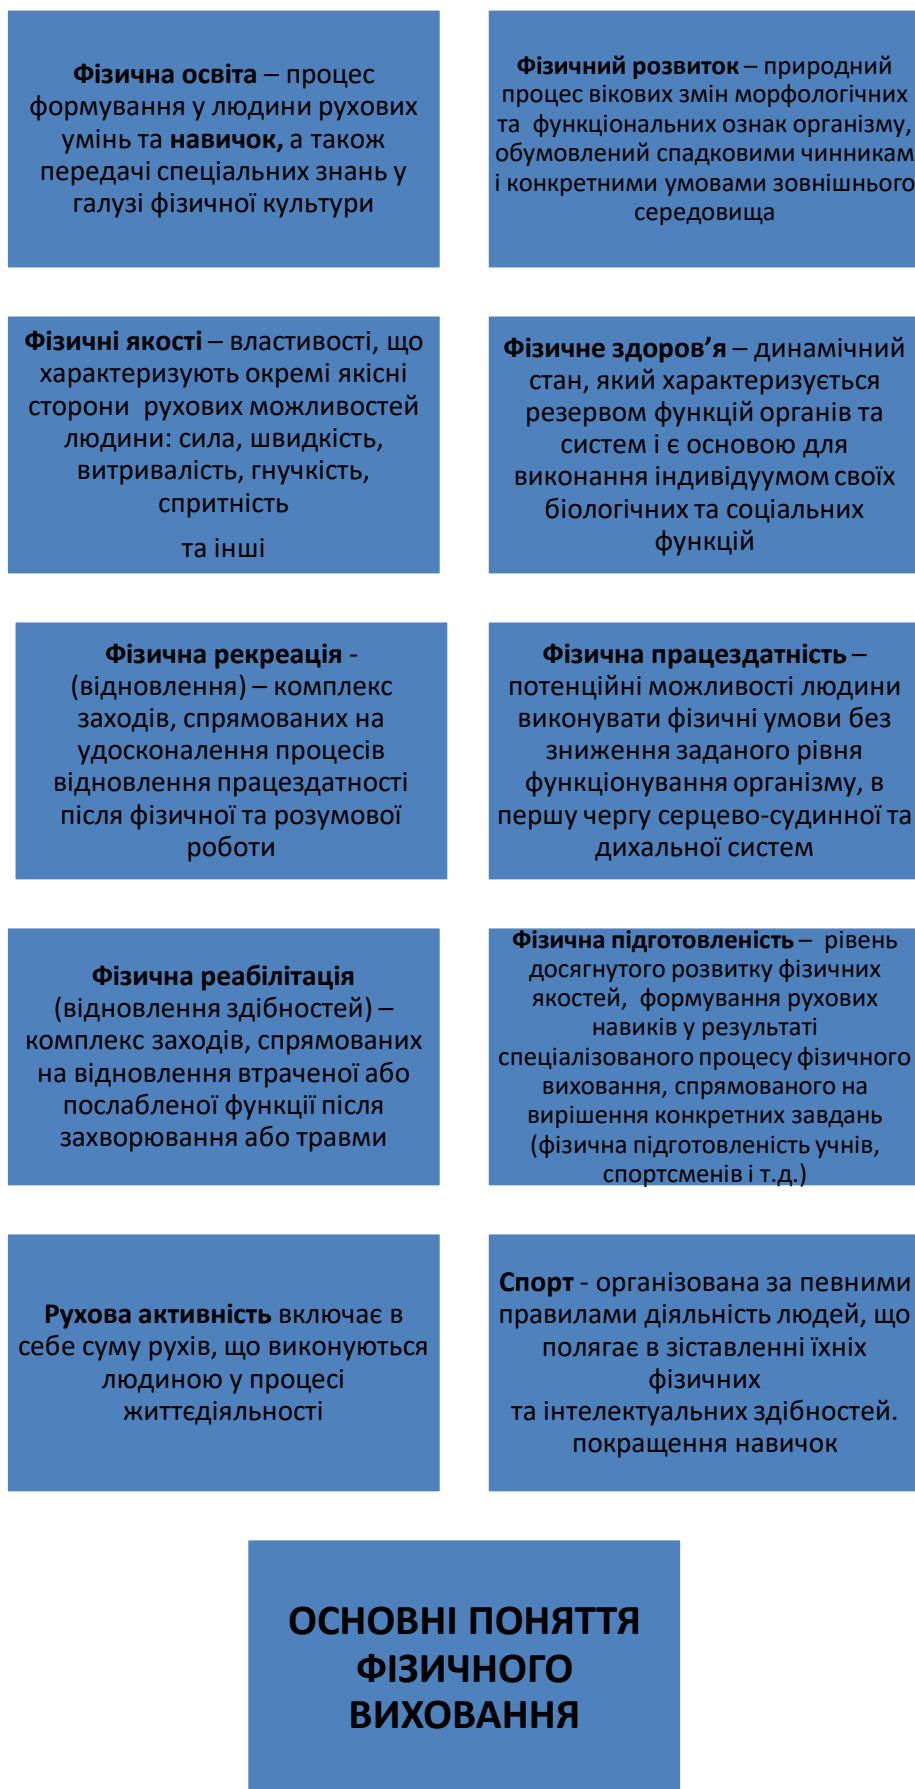 Фізична освіта – процес
формування у людини рухових
умінь та навичок, а також
передачі спеціальних знань у
галузі фізичної культури
Фізичний розвиток – природний
процес вікових змін морфологічних
та функціональних ознак організму,
обумовлений спадковими чинникам
і конкретними умовами зовнішнього
середовища
Фізичні якості – властивості, що
характеризують окремі якісні
сторони рухових можливостей
людини: сила, швидкість,
витривалість, гнучкість,
спритність
та інші
Фізичне здоров’я – динамічний
стан, який характеризується
резервом функцій органів та
систем і є основою для
виконання індивідуумом своїх
біологічних та соціальних
функцій
Фізична рекреація -
(відновлення) – комплекс
заходів, спрямованих на
удосконалення процесів
відновлення працездатності
після фізичної та розумової
роботи
Фізична працездатність –
потенційні можливості людини
виконувати фізичні умови без
зниження заданого рівня
функціонування організму, в
першу чергу серцево-судинної та
дихальної систем
Фізична реабілітація
(відновлення здібностей) –
комплекс заходів, спрямованих
на відновлення втраченої або
послабленої функції після
захворювання або травми
Фізична підготовленість – рівень
досягнутого розвитку фізичних
якостей, формування рухових
навиків у результаті
спеціалізованого процесу фізичного
виховання, спрямованого на
вирішення конкретних завдань
(фізична підготовленість учнів,
спортсменів і т.д.)
Рухова активність включає в
себе суму рухів, що виконуються
людиною у процесі
життєдіяльності
Спорт - організована за певними
правилами діяльність людей, що
полягає в зіставленні їхніх
фізичних
та інтелектуальних здібностей.
покращення навичок
ОСНОВНІ ПОНЯТТЯ
ФІЗИЧНОГО
ВИХОВАННЯ